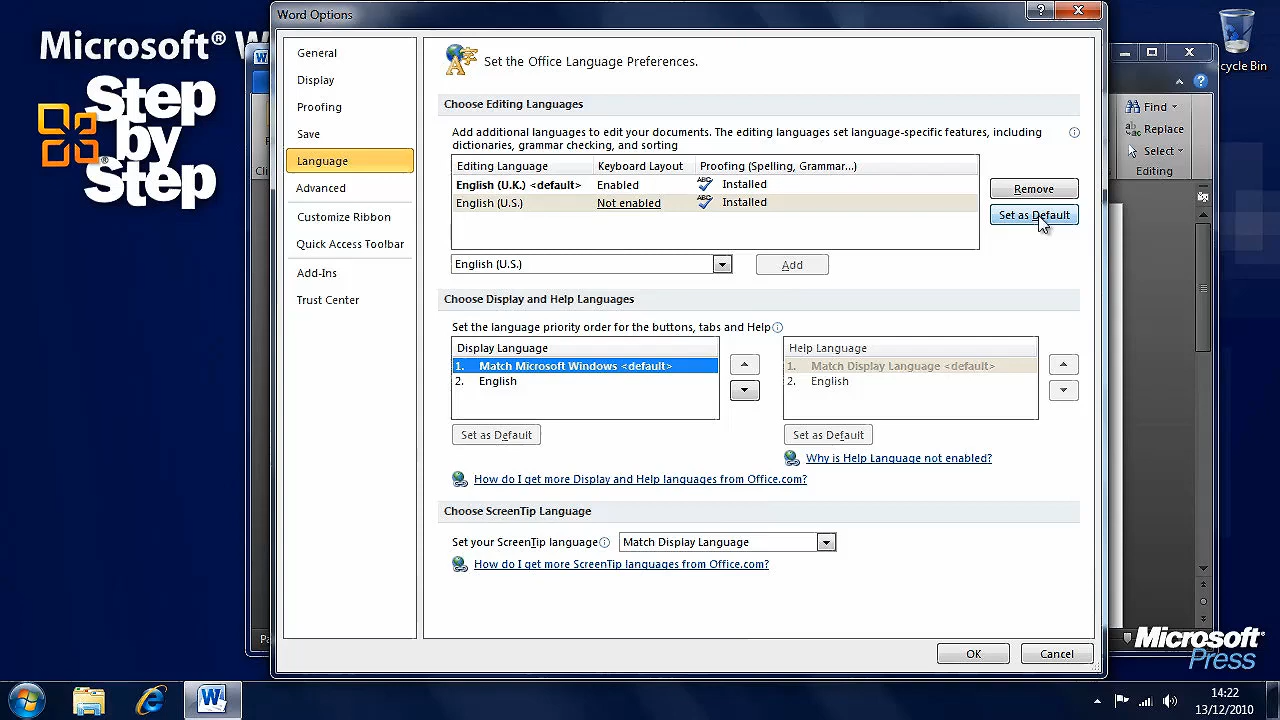 Word Options
Microsoft® W
Step
by
Step®
General
Display
Proofing
Save
Language
Advanced
Customize Ribbon
Quick Access Toolbar
Add-Ins
Trust Center
Set the Office Language Preferences.
Choose Editing Languages
Add additional languages to edit your documents. The editing languages set language-specific features, including
dictionaries, grammar checking, and sorting
Editing Language Keyboard Layout Proofing (Spelling, Grammar...)
English (U.K.) <default> Enabled Installed
English (U.S.) Not enabled Installed
Remove
Set as Default
English (U.S.) Add
Choose Display and Help Languages
Set the language priority order for the buttons, tabs and Help
Display Language
1. Match Microsoft Windows <default>
2. English
Set as Default
Help Language
1. Match Display Language <default>
2. English
Set as Default
Why is Help Language not enabled?
How do I get more Display and Help languages from Office.com?
Choose ScreenTip Language
Set your ScreenTip language Match Display Language
How do I get more ScreenTip languages from Office.com?
OK Cancel
Find
Replace
Select
Editing
Cli
Pa
cycle Bin
Microsoft®
Press
14:22
13/12/2010